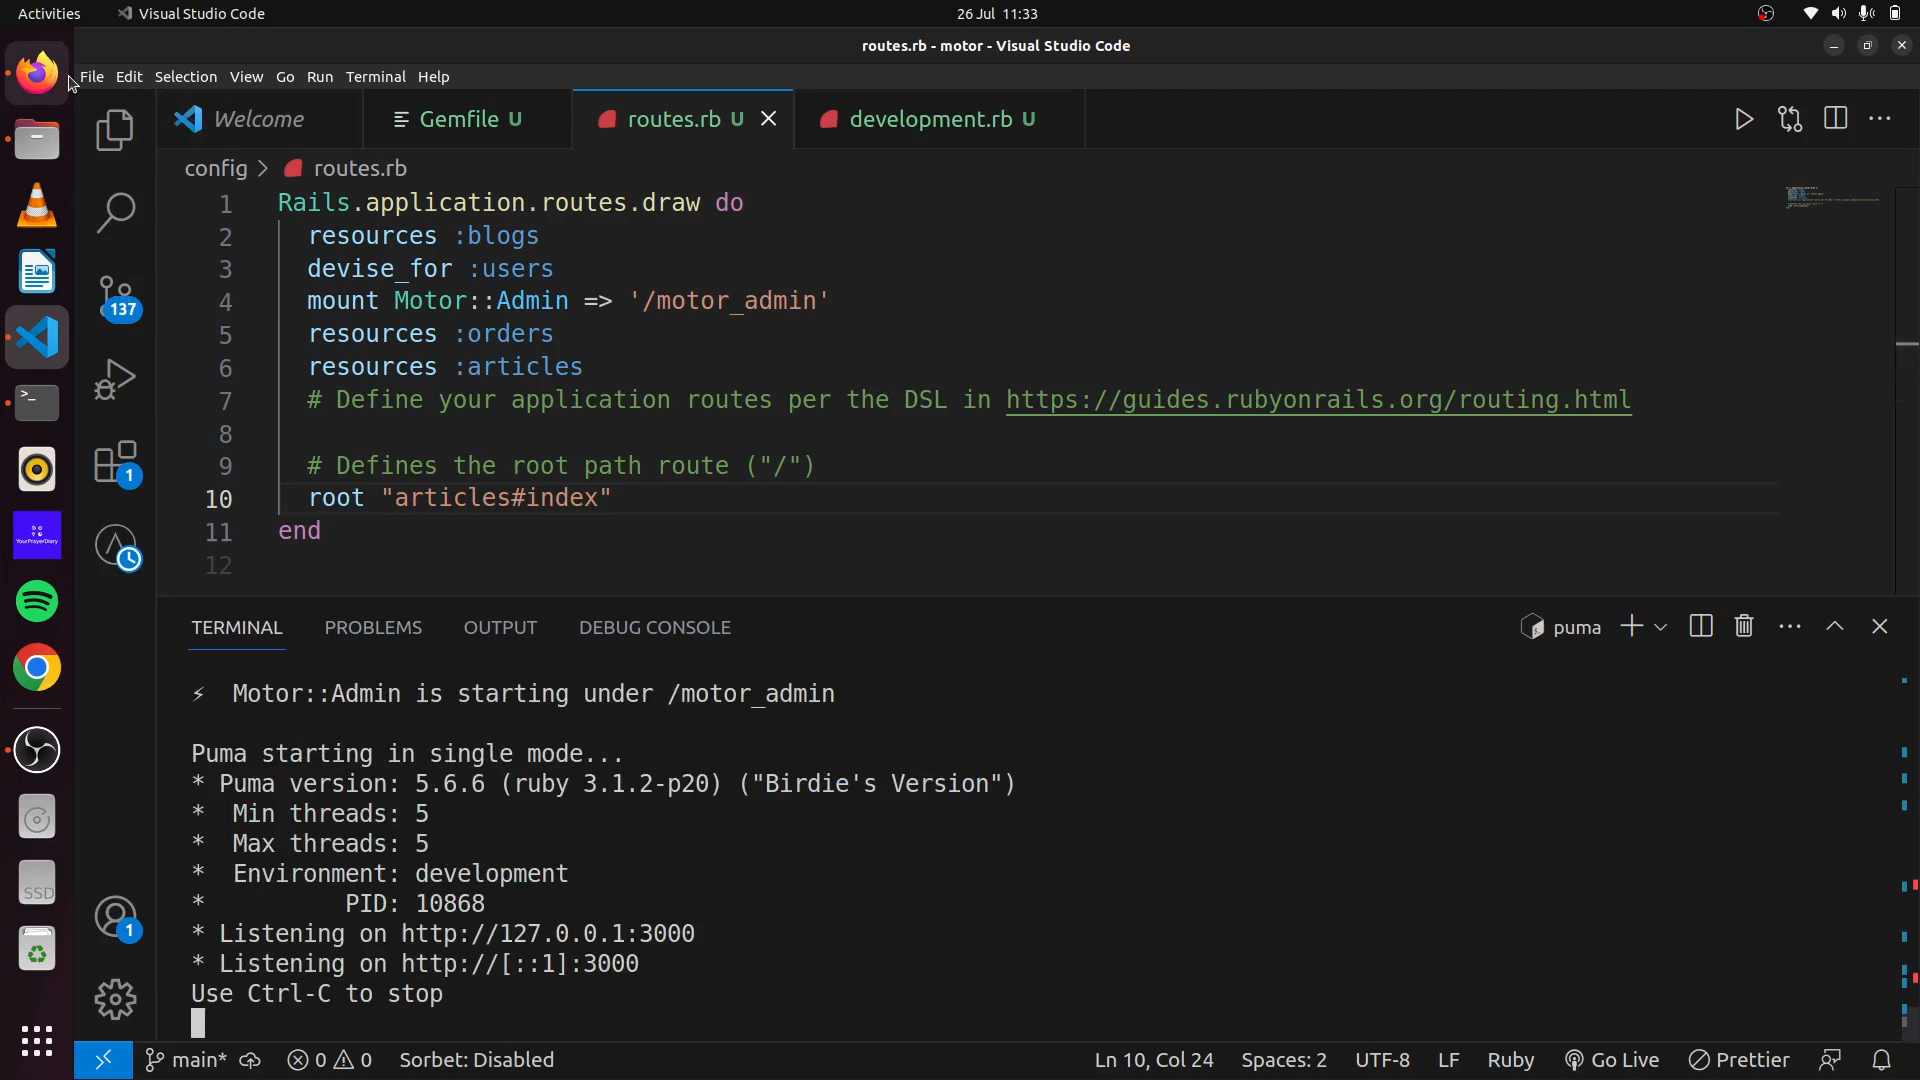 Activities
Visual Studio Code
26 Jul 11:33
routes.rb - motor - Visual Studio Code
File Edit Selection View Go Run Terminal Help
Welcome
Gemfile U
routes.rb U
development.rb U
config > routes.rb
1 Rails.application.routes.draw do
2 resources :blogs
3 devise_for :users
4 mount Motor::Admin => '/motor_admin'
5 resources :orders
6 resources :articles
7 # Define your application routes per the DSL in https://guides.rubyonrails.org/routing.html
8
9 # Defines the root path route ("/")
10 root "articles#index"
11 end
12
137
1
1
YourPrayerDiary
SSD
TERMINAL PROBLEMS OUTPUT DEBUG CONSOLE
puma
⚡ Motor::Admin is starting under /motor_admin
Puma starting in single mode...
* Puma version: 5.6.6 (ruby 3.1.2-p20) ("Birdie's Version")
* Min threads: 5
* Max threads: 5
* Environment: development
* PID: 10868
* Listening on http://127.0.0.1:3000
* Listening on http://[::1]:3000
Use Ctrl-C to stop
main* 0 0 Sorbet: Disabled
Ln 10, Col 24 Spaces: 2 UTF-8 LF Ruby Go Live Prettier